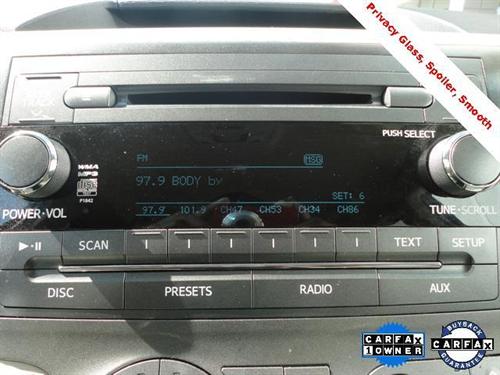 Privacy Glass, Spoiler, Smooth
PUSH SELECT
WMA
MP3
P1842
FM
MSG
97.9 BODY by
SET: 6
97.9 101.9 CH47 CH53 CH34 CH86
POWER•VOL
TUNE•SCROLL
SCAN
TEXT
SETUP
DISC
PRESETS
RADIO
AUX
CARFAX
1 OWNER
BUYBACK
CARFAX
GUARANTEE